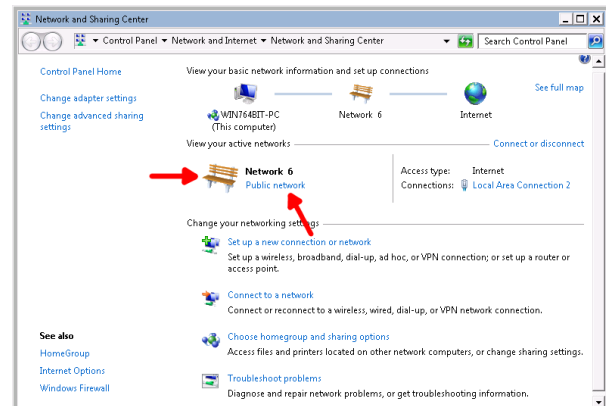 Network and Sharing Center
Control Panel Network and Internet Network and Sharing Center
Search Control Panel
Control Panel Home
Change adapter settings
Change advanced sharing
settings
View your basic network information and set up connections
See full map
WIN764BIT-PC
(This computer)
Network 6
Internet
View your active networks
Connect or disconnect
Network 6
Public network
Access type: Internet
Connections: Local Area Connection 2
Change your networking settings
Set up a new connection or network
Set up a wireless, broadband, dial-up, ad hoc, or VPN connection; or set up a router or
access point.
Connect to a network
Connect or reconnect to a wireless, wired, dial-up, or VPN network connection.
Choose homegroup and sharing options
Access files and printers located on other network computers, or change sharing settings.
Troubleshoot problems
Diagnose and repair network problems, or get troubleshooting information.
See also
HomeGroup
Internet Options
Windows Firewall